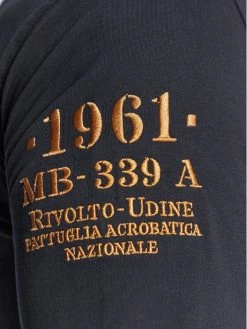 ·1961·
MB-339 A
RIVOLTO-UDINE
PATTUGLIA ACROBATICA
NAZIONALE